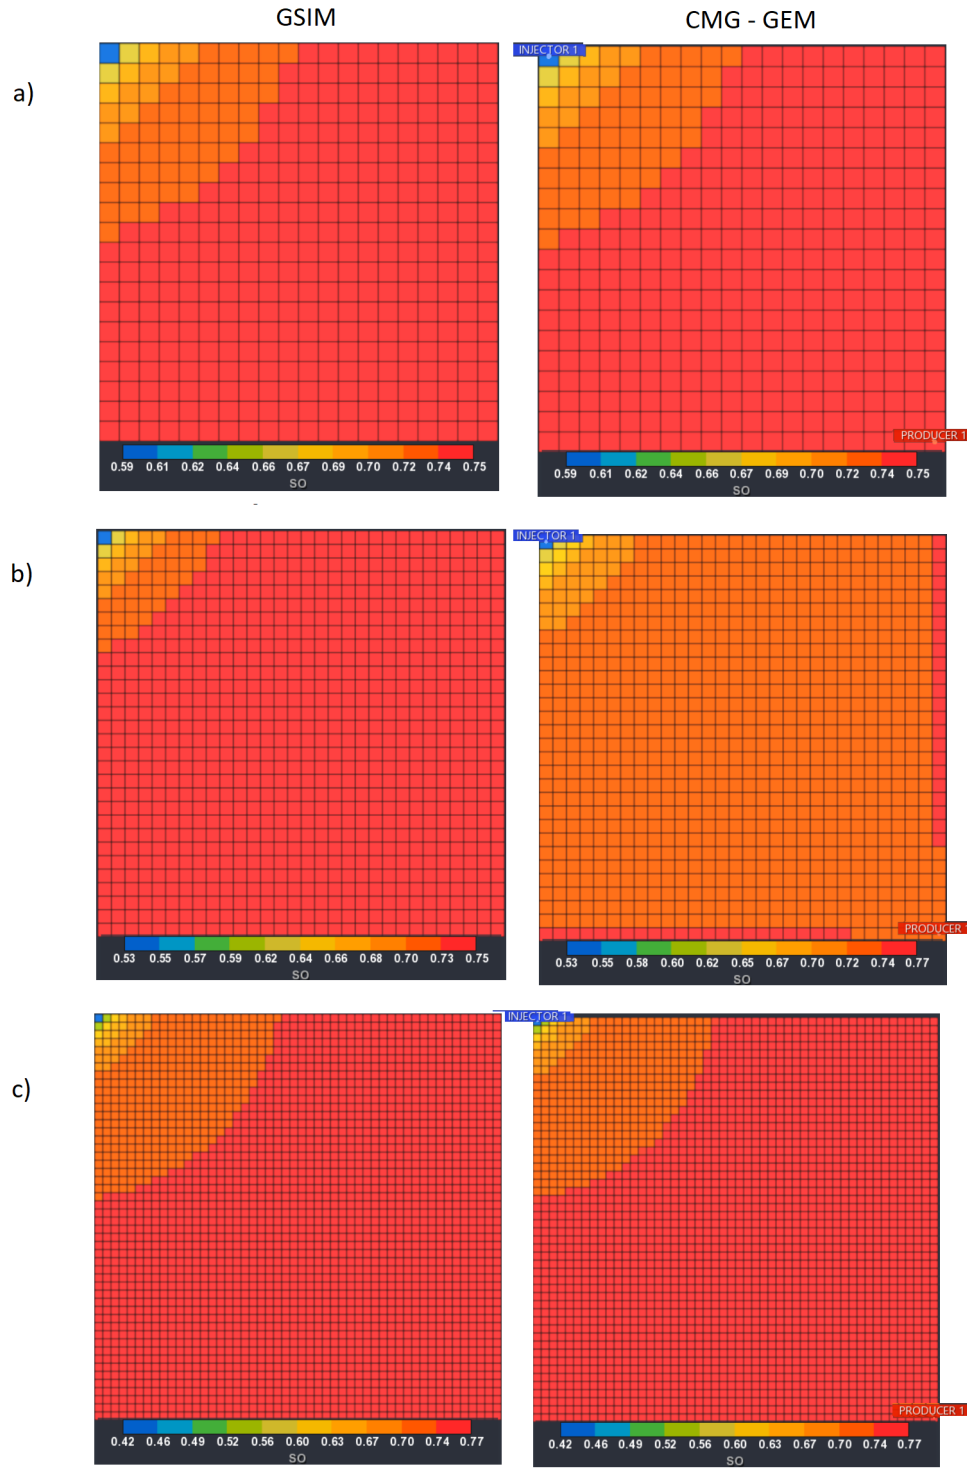 GSIM CMG - GEM
a)
INJECTOR 1
PRODUCER 1
0.59 0.61 0.62 0.64 0.66 0.67 0.69 0.70 0.72 0.74 0.75
SO
0.59 0.61 0.62 0.64 0.66 0.67 0.69 0.70 0.72 0.74 0.75
SO
b)
INJECTOR 1
PRODUCER 1
0.53 0.55 0.57 0.59 0.60 0.62 0.64 0.66 0.68 0.69 0.71 0.73 0.75
SO
0.53 0.55 0.58 0.60 0.62 0.65 0.67 0.70 0.72 0.74 0.77
SO
c)
INJECTOR 1
PRODUCER 1
0.42 0.46 0.49 0.52 0.56 0.60 0.63 0.67 0.70 0.74 0.77
SO
0.42 0.46 0.49 0.52 0.56 0.60 0.63 0.67 0.70 0.74 0.77
SO